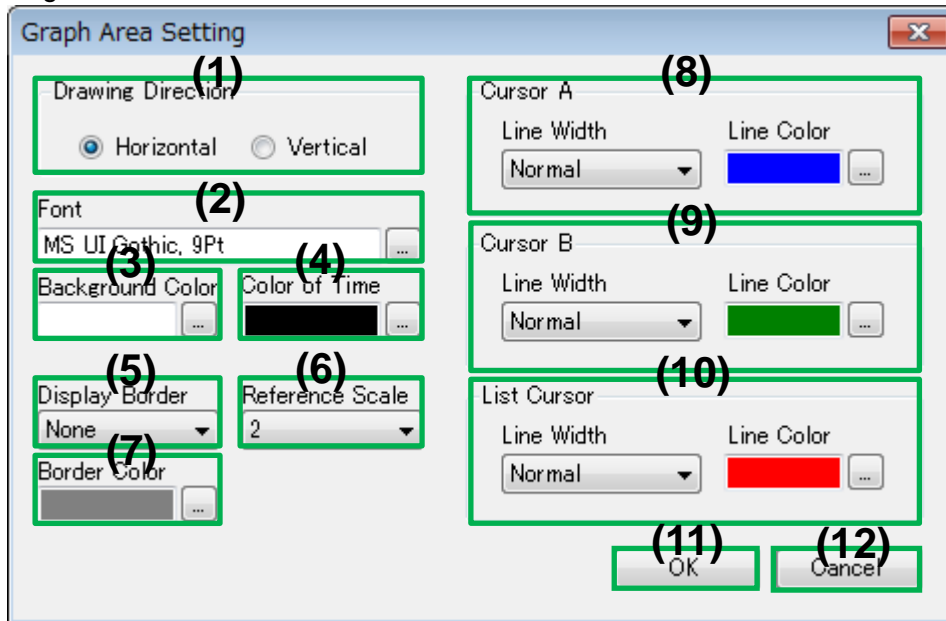 Graph Area Setting
(1)
Drawing Direction
Horizontal Vertical
(2)
Font
MS UI Gothic, 9Pt ...
(3) (4)
Background Color Color of Time
... ...
(5) (6)
Display Border Reference Scale
None 2
(7)
Border Color
...
(8)
Cursor A
Line Width Line Color
Normal ...
(9)
Cursor B
Line Width Line Color
Normal ...
(10)
List Cursor
Line Width Line Color
Normal ...
(11) (12)
OK Cancel